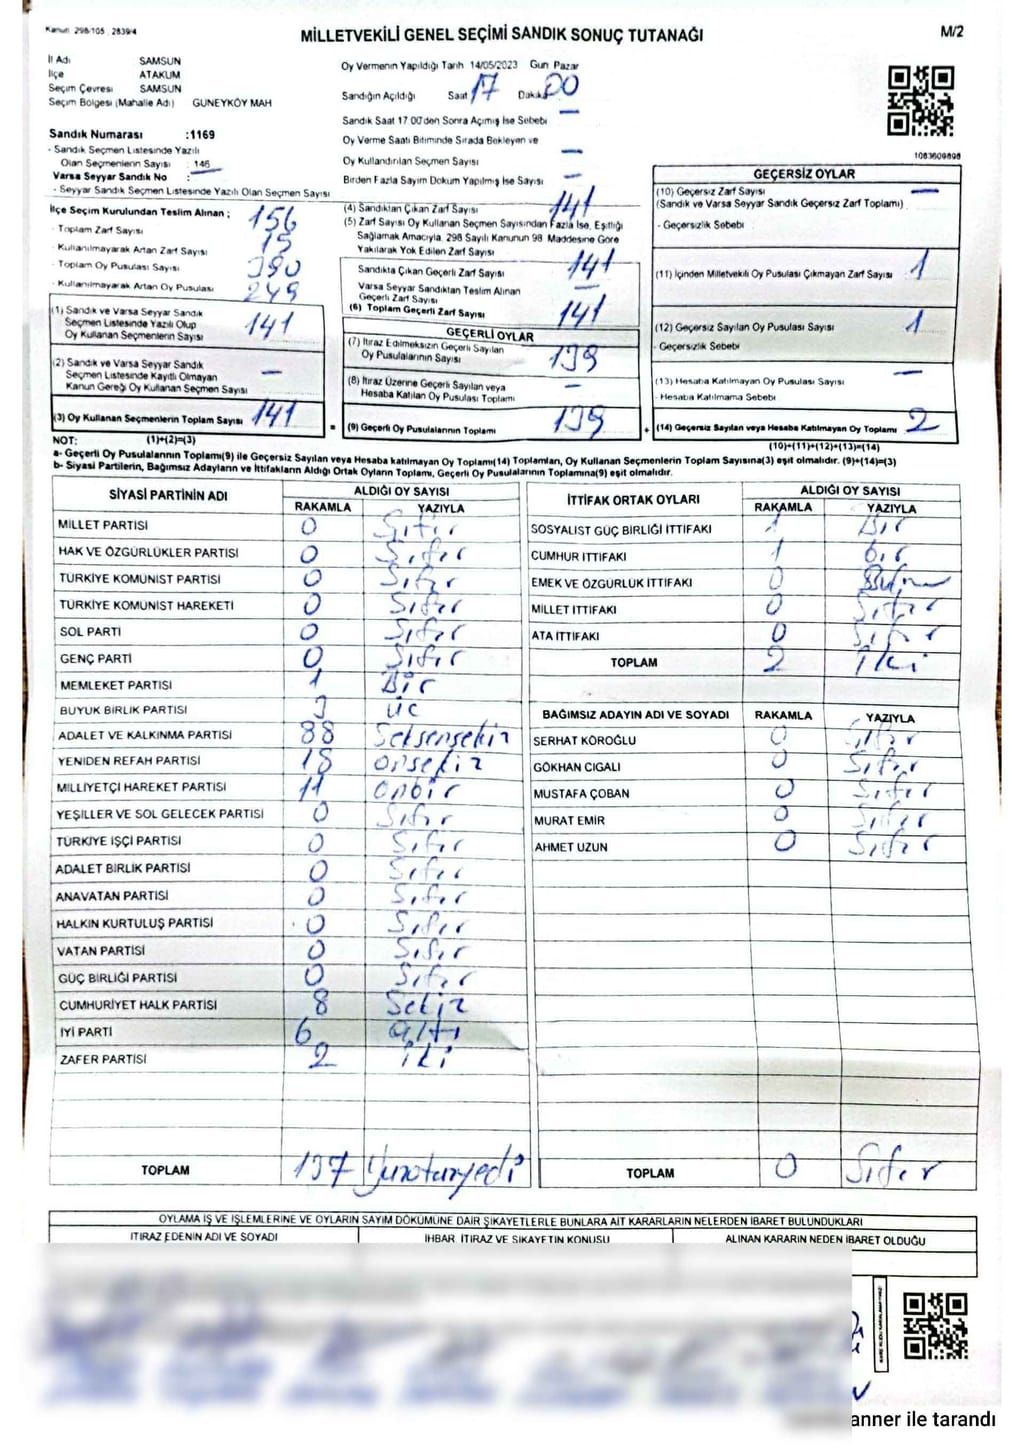 Kanun: 298/105, 2839/4
MİLLETVEKİLİ GENEL SEÇİMİ SANDIK SONUÇ TUTANAĞI
M/2
İl Adı SAMSUN
İlçe ATAKUM
Seçim Çevresi SAMSUN
Seçim Bölgesi (Mahalle Adı) GÜNEYKÖY MAH
Sandık Numarası :1169
- Sandık Seçmen Listesinde Yazılı
Olan Seçmenlerin Sayısı : 146
Varsa Seyyar Sandık No : —
- Seyyar Sandık Seçmen Listesinde Yazılı Olan Seçmen Sayısı
Oy Vermenin Yapıldığı Tarih 14/05/2023 Gün Pazar
Sandığın Açıldığı Saat 17 Dakika 00
Sandık Saat 17:00'den Sonra Açılmış İse Sebebi —
Oy Verme Saati Bitiminde Sırada Bekleyen ve
Oy Kullandırılan Seçmen Sayısı —
Birden Fazla Sayım Döküm Yapılmış İse Sayısı —
1083609898
İlçe Seçim Kurulundan Teslim Alınan ; 156
- Toplam Zarf Sayısı
- Kullanılmayarak Artan Zarf Sayısı 15
- Toplam Oy Pusulası Sayısı 390
- Kullanılmayarak Artan Oy Pusulası 249
(1) Sandık ve Varsa Seyyar Sandık
Seçmen Listesinde Yazılı Olup
Oy Kullanan Seçmenlerin Sayısı 141
(2) Sandık ve Varsa Seyyar Sandık
Seçmen Listesinde Kayıtlı Olmayan
Kanun Gereği Oy Kullanan Seçmen Sayısı —
(3) Oy Kullanan Seçmenlerin Toplam Sayısı 141
(4) Sandıktan Çıkan Zarf Sayısı 141
(5) Zarf Sayısı Oy Kullanan Seçmen Sayısından Fazla İse, Eşitliği
Sağlamak Amacıyla, 298 Sayılı Kanunun 98. Maddesine Göre
Yakılarak Yok Edilen Zarf Sayısı
Sandıkta Çıkan Geçerli Zarf Sayısı 141
Varsa Seyyar Sandıktan Teslim Alınan
Geçerli Zarf Sayısı
(6) Toplam Geçerli Zarf Sayısı 141
GEÇERLİ OYLAR
(7) İtiraz Edilmeksizin Geçerli Sayılan
Oy Pusulalarının Sayısı 139
(8) İtiraz Üzerine Geçerli Sayılan veya
Hesaba Katılan Oy Pusulası Toplamı —
= (9) Geçerli Oy Pusulalarının Toplamı 139
GEÇERSİZ OYLAR
(10) Geçersiz Zarf Sayısı —
(Sandık ve Varsa Seyyar Sandık Geçersiz Zarf Toplamı)
- Geçersizlik Sebebi
(11) İçinden Milletvekili Oy Pusulası Çıkmayan Zarf Sayısı 1
(12) Geçersiz Sayılan Oy Pusulası Sayısı 1
- Geçersizlik Sebebi
(13) Hesaba Katılmayan Oy Pusulası Sayısı —
- Hesaba Katılmama Sebebi
+ (14) Geçersiz Sayılan veya Hesaba Katılmayan Oy Toplamı 2
NOT: (1)+(2)=(3)
(10)+(11)+(12)+(13)=(14)
a- Geçerli Oy Pusulalarının Toplamı(9) ile Geçersiz Sayılan veya Hesaba katılmayan Oy Toplamı(14) Toplamları, Oy Kullanan Seçmenlerin Toplam Sayısına(3) eşit olmalıdır. (9)+(14)=(3)
b- Siyasi Partilerin, Bağımsız Adayların ve İttifakların Aldığı Ortak Oyların Toplamı, Geçerli Oy Pusulalarının Toplamına(9) eşit olmalıdır.
SİYASİ PARTİNİN ADI ALDIĞI OY SAYISI
RAKAMLA YAZIYLA
MİLLET PARTİSİ 0 Sıfır
HAK VE ÖZGÜRLÜKLER PARTİSİ 0 Sıfır
TÜRKİYE KOMÜNİST PARTİSİ 0 Sıfır
TÜRKİYE KOMÜNİST HAREKETİ 0 Sıfır
SOL PARTİ 0 Sıfır
GENÇ PARTİ 0 Sıfır
MEMLEKET PARTİSİ 1 Bir
BÜYÜK BİRLİK PARTİSİ 3 üç
ADALET VE KALKINMA PARTİSİ 88 Seksensekiz
YENİDEN REFAH PARTİSİ 18 onsekiz
MİLLİYETÇİ HAREKET PARTİSİ 11 onbir
YEŞİLLER VE SOL GELECEK PARTİSİ 0 Sıfır
TÜRKİYE İŞÇİ PARTİSİ 0 Sıfır
ADALET BİRLİK PARTİSİ 0 Sıfır
ANAVATAN PARTİSİ 0 Sıfır
HALKIN KURTULUŞ PARTİSİ 0 Sıfır
VATAN PARTİSİ 0 Sıfır
GÜÇ BİRLİĞİ PARTİSİ 0 Sıfır
CUMHURİYET HALK PARTİSİ 8 Sekiz
İYİ PARTİ 6 altı
ZAFER PARTİSİ 2 iki
TOPLAM 137 Yüzotuzyedi
İTTİFAK ORTAK OYLARI ALDIĞI OY SAYISI
RAKAMLA YAZIYLA
SOSYALİST GÜÇ BİRLİĞİ İTTİFAKI 1 Bir
CUMHUR İTTİFAKI 1 bir
EMEK VE ÖZGÜRLÜK İTTİFAKI 0
MİLLET İTTİFAKI 0 Sıfır
ATA İTTİFAKI 0 Sıfır
TOPLAM 2 iki
BAĞIMSIZ ADAYIN ADI VE SOYADI RAKAMLA YAZIYLA
SERHAT KÖROĞLU 0 Sıfır
GÖKHAN CIGALI 0 Sıfır
MUSTAFA ÇOBAN 0 Sıfır
MURAT EMİR 0 Sıfır
AHMET UZUN 0 Sıfır
TOPLAM 0 Sıfır
OYLAMA İŞ VE İŞLEMLERİNE VE OYLARIN SAYIM DÖKÜMÜNE DAİR ŞİKAYETLERLE BUNLARA AİT KARARLARIN NELERDEN İBARET BULUNDUKLARI
İTİRAZ EDENİN ADI VE SOYADI İHBAR, İTİRAZ VE ŞİKAYETİN KONUSU ALINAN KARARIN NEDEN İBARET OLDUĞU
anner ile tarandı